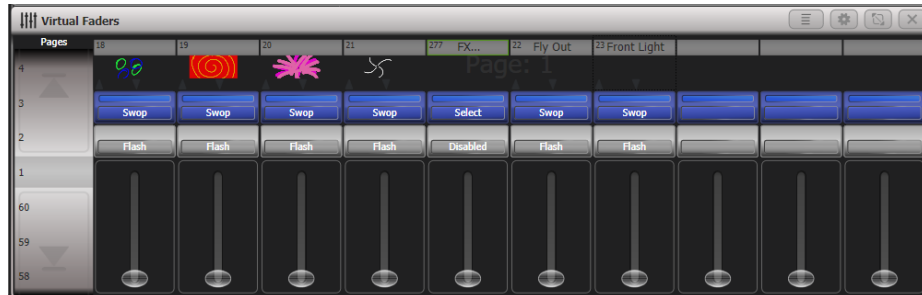 Virtual Faders
Pages 18 19 20 21 277 FX... 22 Fly Out 23 Front Light
Page: 1
4
3
Swop Swop Swop Swop Select Swop Swop
2
Flash Flash Flash Flash Disabled Flash Flash
1
60
59
58